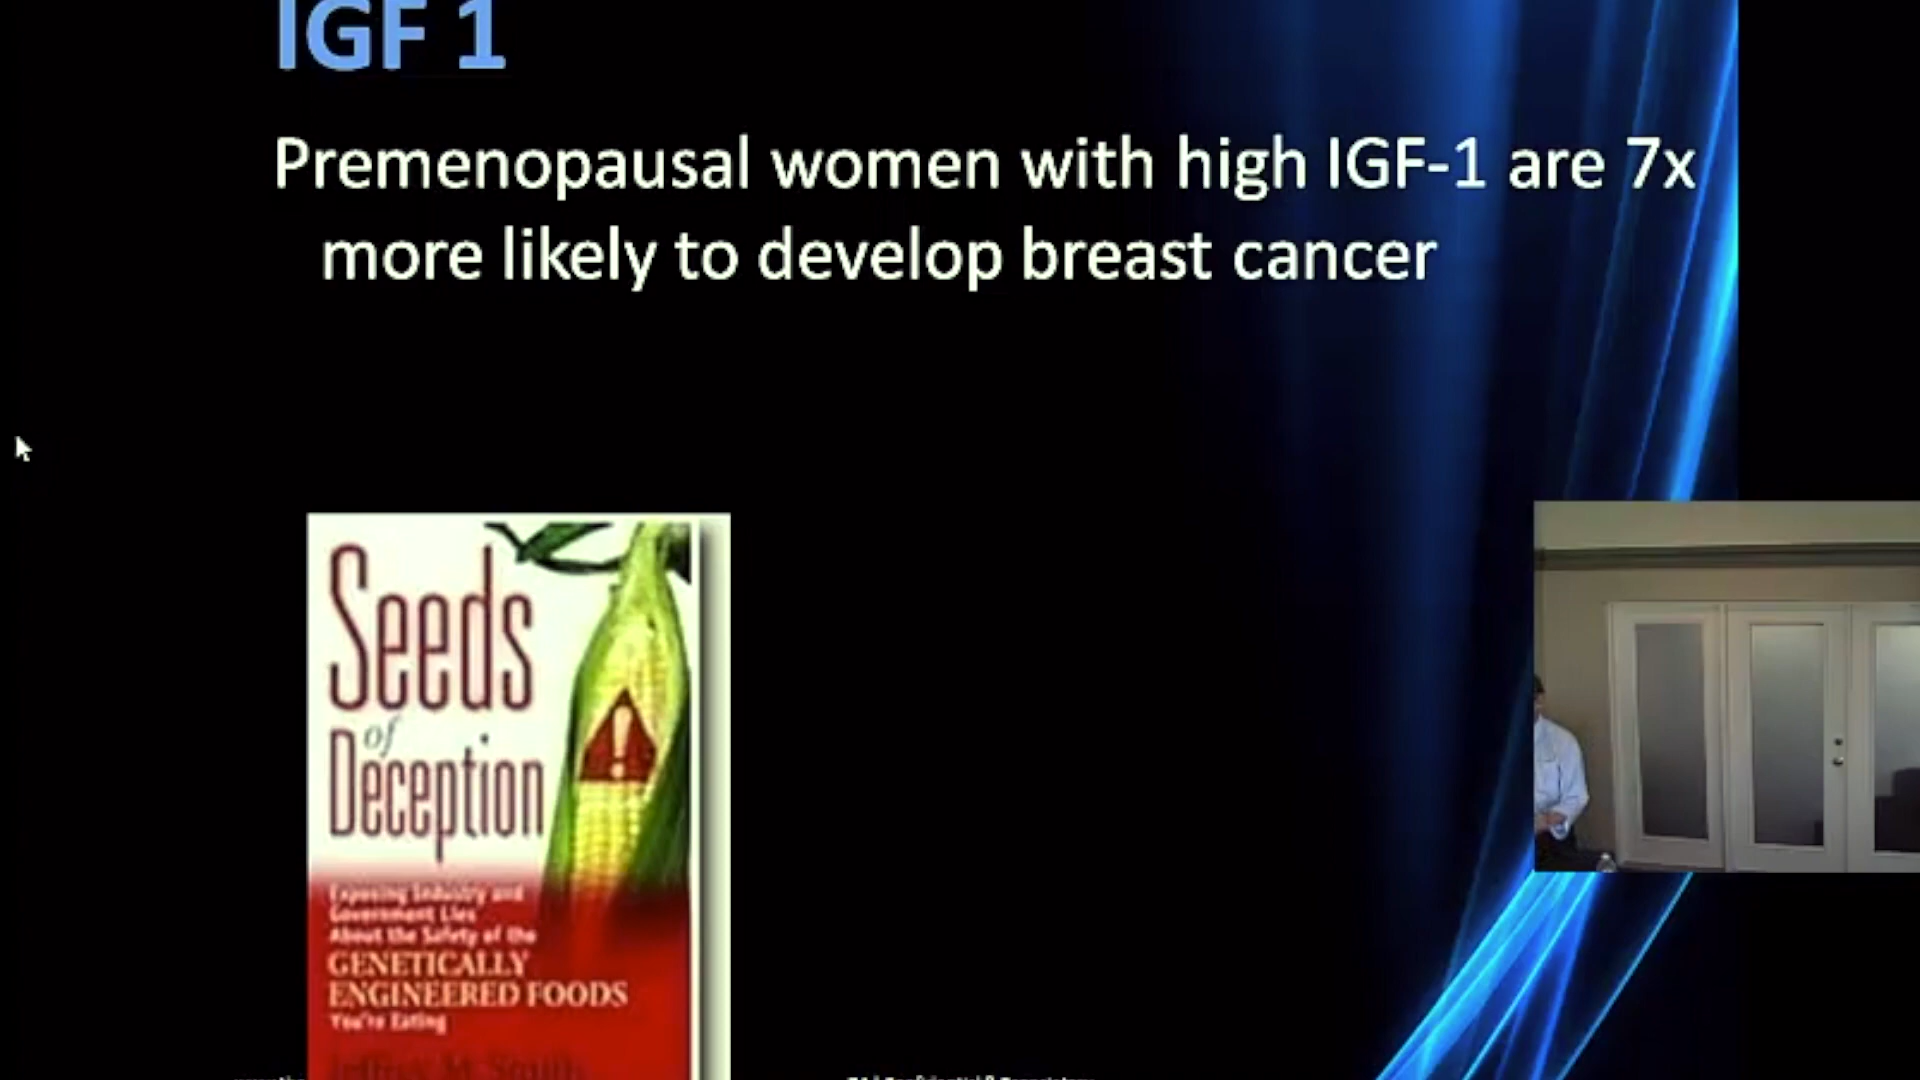 IGF 1
Premenopausal women with high IGF-1 are 7x
more likely to develop breast cancer
Seeds
of
Deception
Exposing Industry and
Government Lies
About the Safety of the
GENETICALLY
ENGINEERED FOODS
You're Eating
Jeffrey M. Smith